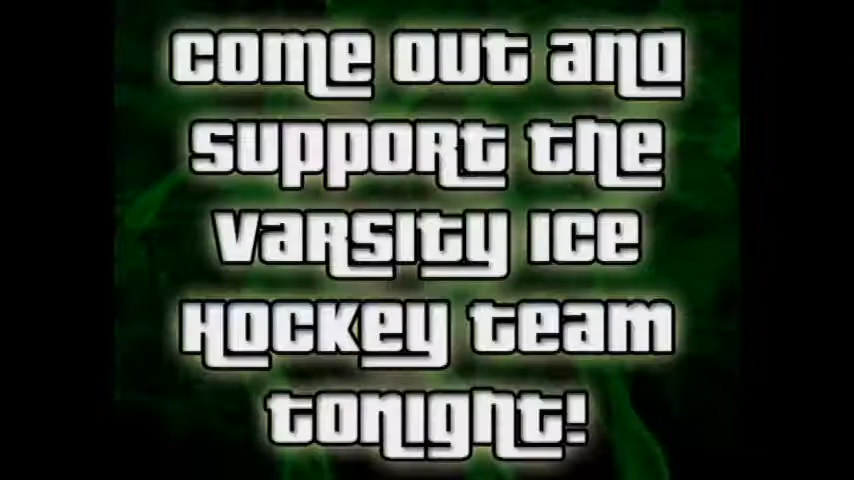 Come out and
support the
Varsity Ice
Hockey team
tonight!